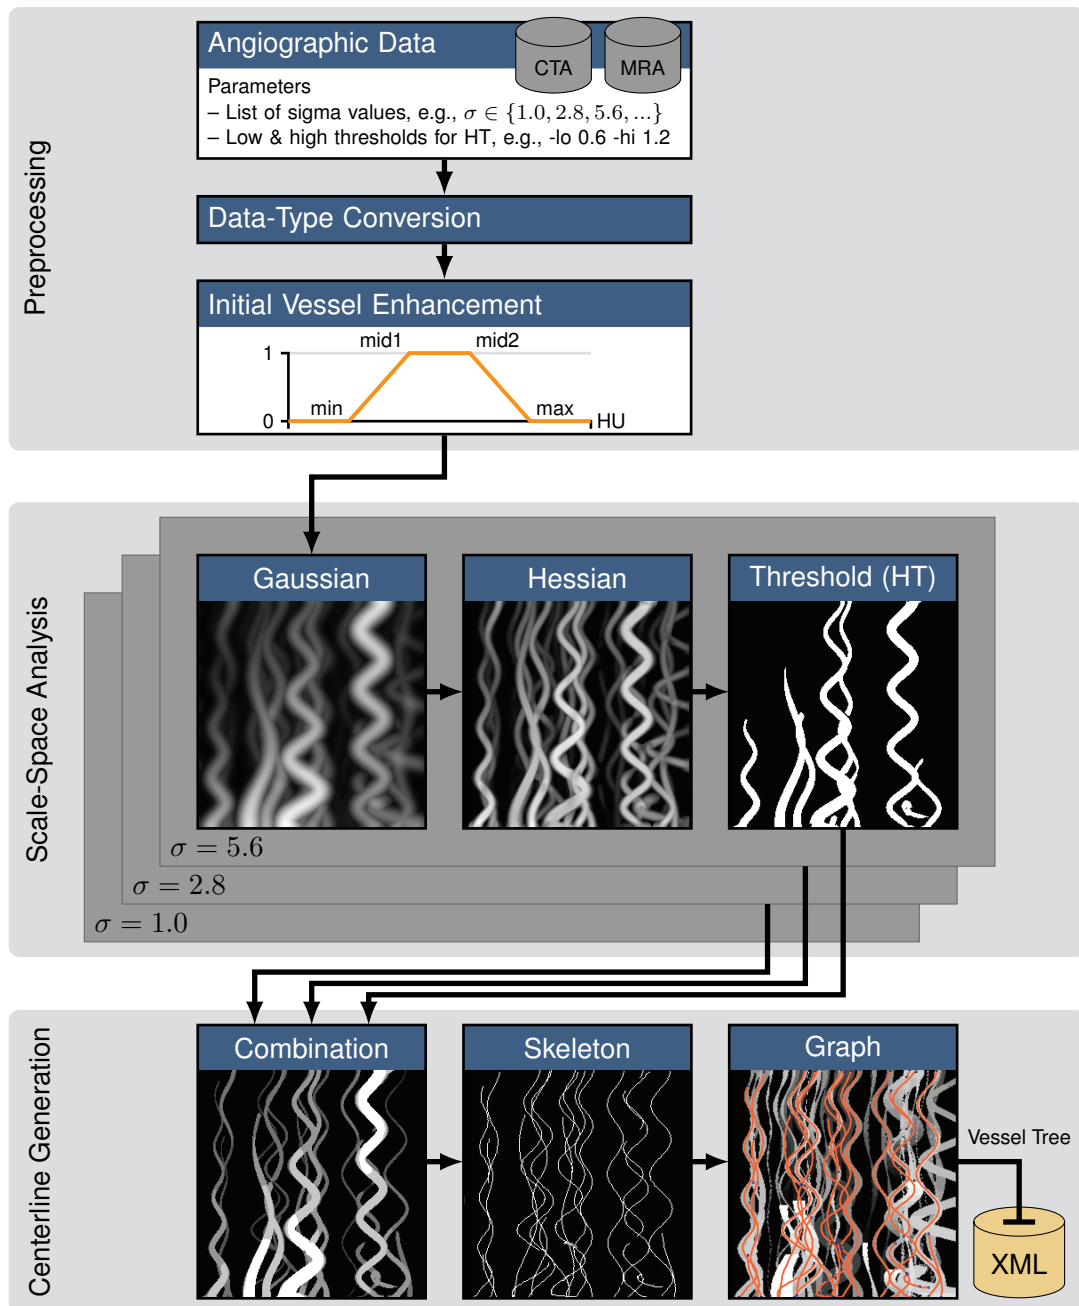 Preprocessing
Angiographic Data
CTA
MRA
Parameters
– List of sigma values, e.g., σ ∈ {1.0, 2.8, 5.6, ...}
– Low & high thresholds for HT, e.g., -lo 0.6 -hi 1.2
Data-Type Conversion
Initial Vessel Enhancement
mid1
mid2
1
min
max
0
HU
Scale-Space Analysis
Gaussian
Hessian
Threshold (HT)
σ = 5.6
σ = 2.8
σ = 1.0
Centerline Generation
Combination
Skeleton
Graph
Vessel Tree
XML